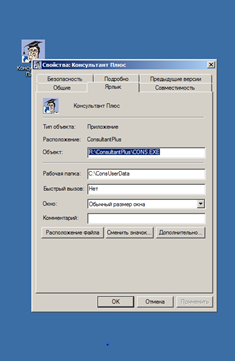 Свойства: Консультант Плюс
Безопасность Подробно Предыдущие версии
Общие Ярлык Совместимость
Консультант Плюс
Тип объекта: Приложение
Расположение: ConsultantPlus
Объект: R:\ConsultantPlus\CONS.EXE
Рабочая папка: C:\ConsUserData
Быстрый вызов: Нет
Окно: Обычный размер окна
Комментарий:
Расположение файла Сменить значок... Дополнительно...
OK Отмена Применить